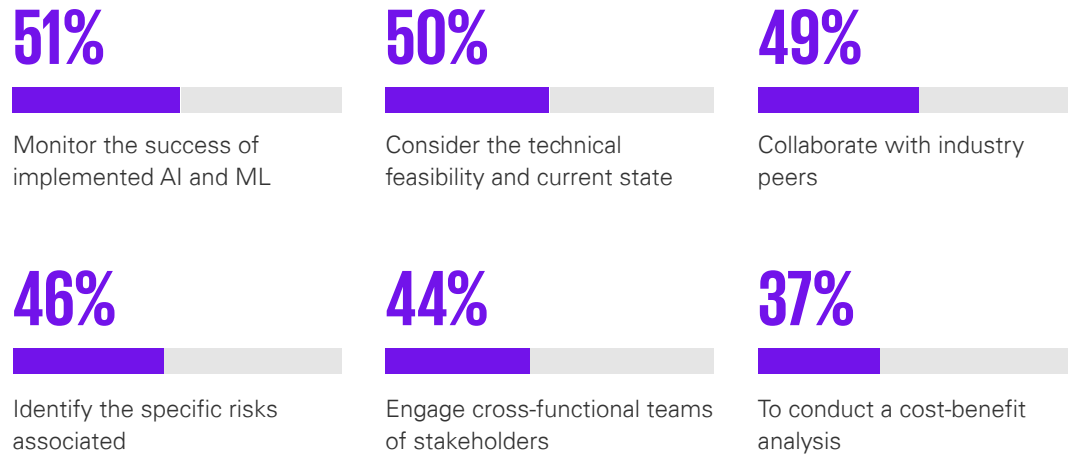 51%
Monitor the success of
implemented AI and ML
50%
Consider the technical
feasibility and current state
49%
Collaborate with industry
peers
46%
Identify the specific risks
associated
44%
Engage cross-functional teams
of stakeholders
37%
To conduct a cost-benefit
analysis